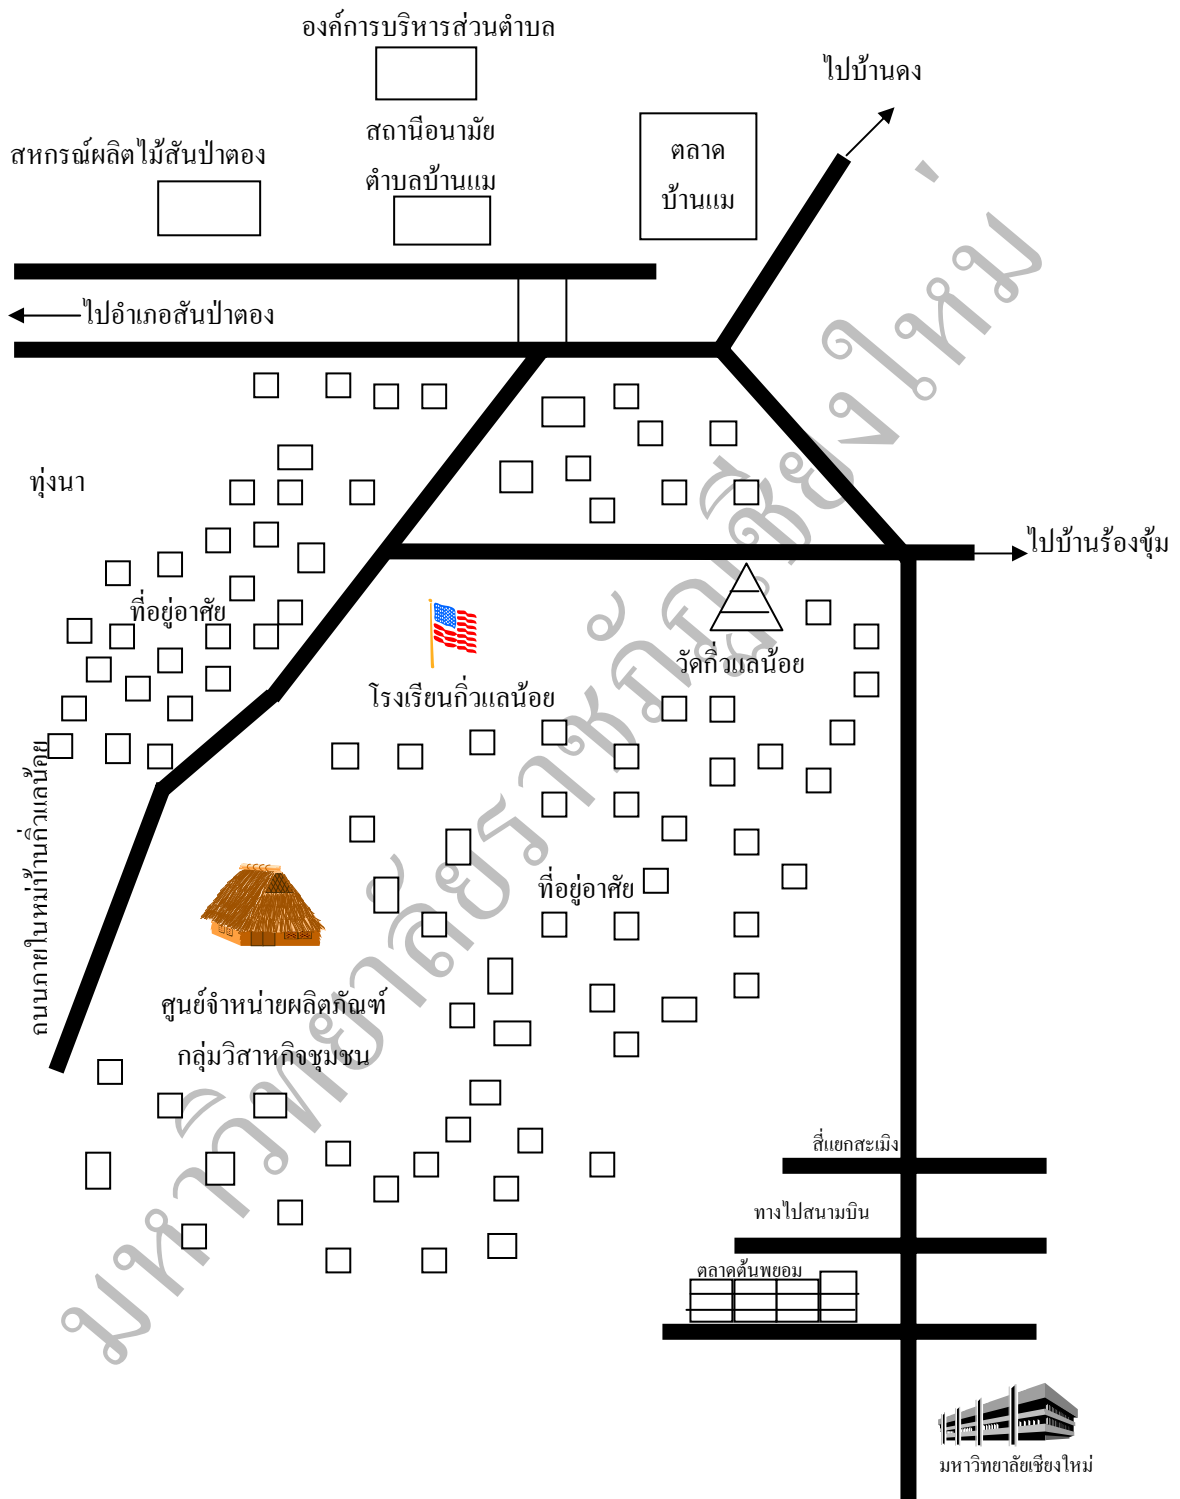 องค์การบริหารส่วนตำบล
ไปบ้านดง
สถานีอนามัย
ตำบลบ้านแม
สหกรณ์ผลิตไม้สันป่าตอง
ตลาด
บ้านแม
ไปอำเภอสันป่าตอง
ทุ่งนา
ไปบ้านร้องขุ้ม
ที่อยู่อาศัย
วัดกิ่วแลน้อย
โรงเรียนกิ่วแลน้อย
ถนนภายในหมู่บ้านกิ่วแลน้อย
ที่อยู่อาศัย
ศูนย์จำหน่ายผลิตภัณฑ์
กลุ่มวิสาหกิจชุมชน
สี่แยกสะเมิง
ทางไปสนามบิน
ตลาดต้นพยอม
มหาวิทยาลัยเชียงใหม่
มหาวิทยาลัยราชภัฏเชียงใหม่